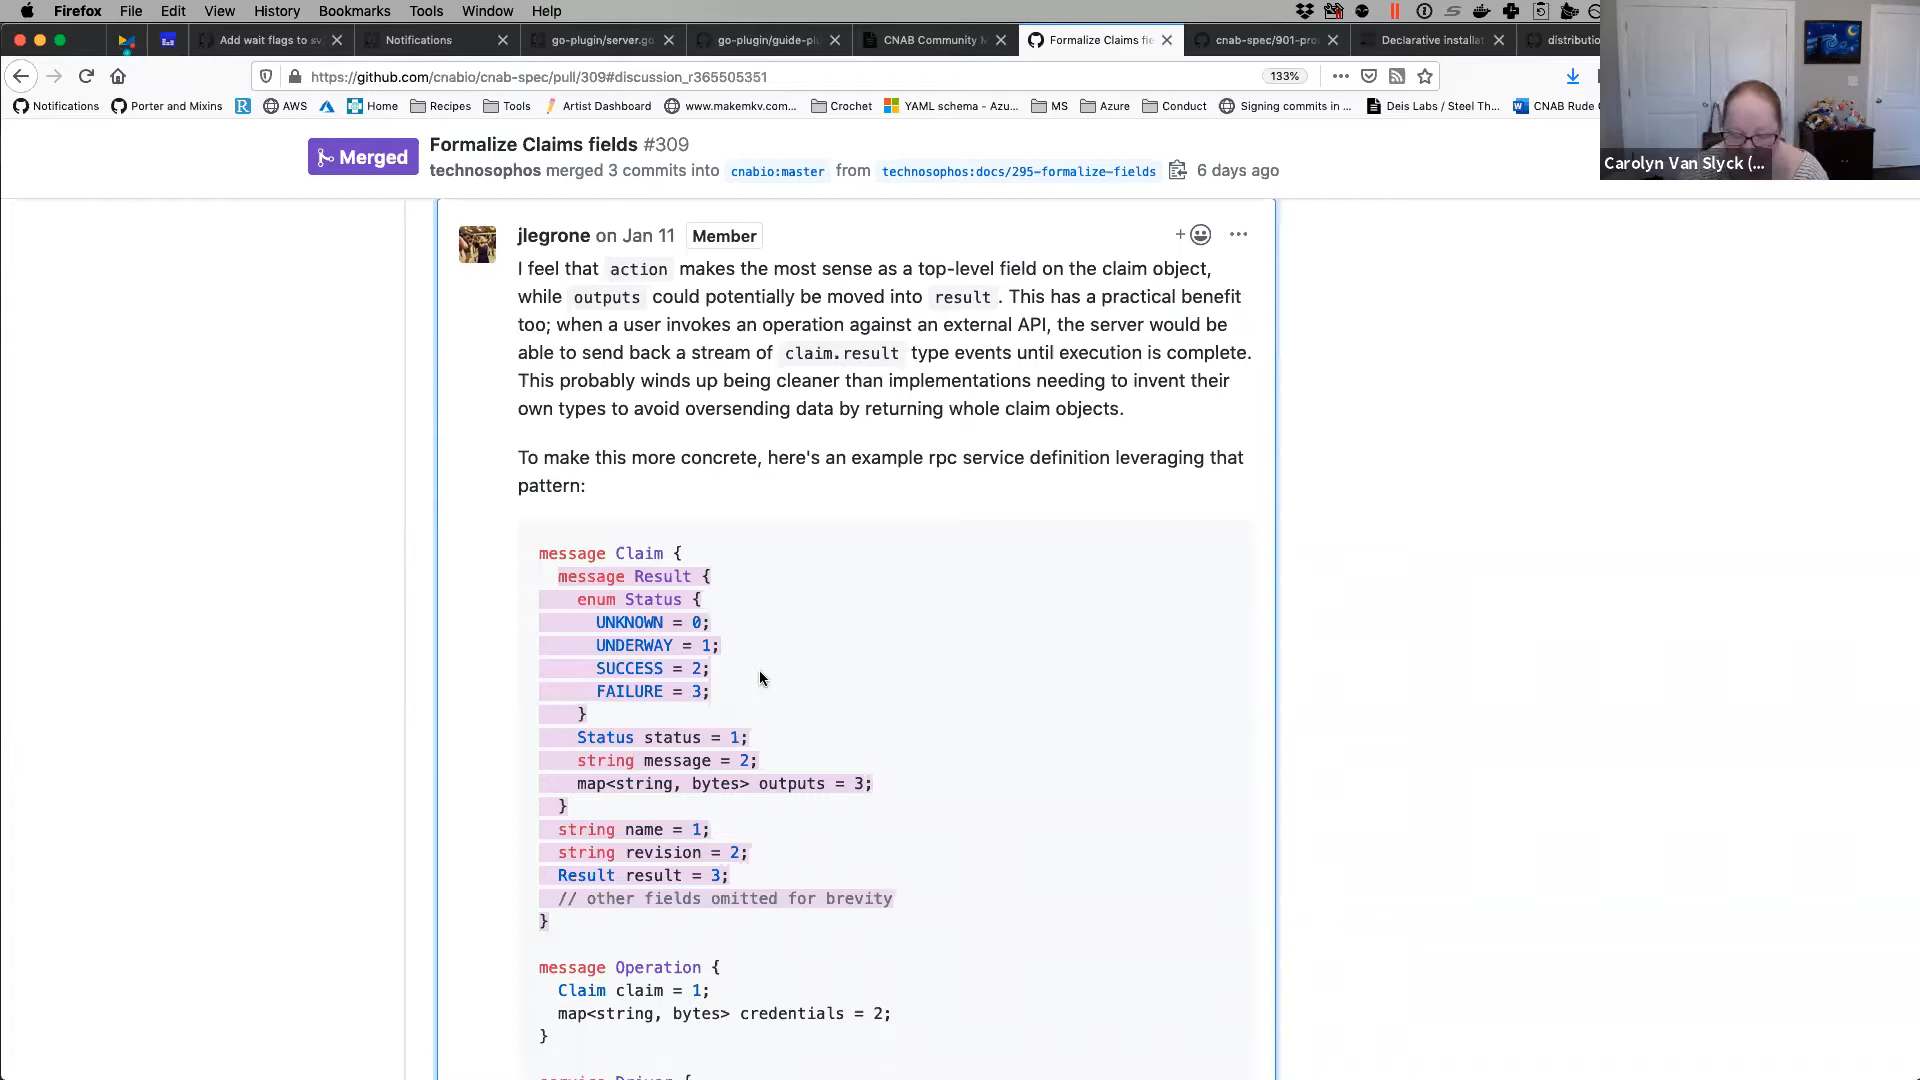 Firefox File Edit View History Bookmarks Tools Window Help
Add wait flags to sv
Notifications
go-plugin/server.go
go-plugin/guide-pl
CNAB Community M
Formalize Claims fie
cnab-spec/901-pro
Declarative installat
distributio
https://github.com/cnabio/cnab-spec/pull/309#discussion_r365505351
133%
Notifications Porter and Mixins AWS Home Recipes Tools Artist Dashboard www.makemkv.com... Crochet YAML schema - Azu... MS Azure Conduct Signing commits in ... Deis Labs / Steel Th... CNAB Rude
Carolyn Van Slyck (...
Merged
Formalize Claims fields #309
technosophos merged 3 commits into cnabio:master from technosophos:docs/295-formalize-fields 6 days ago
jlegrone on Jan 11 Member
I feel that action makes the most sense as a top-level field on the claim object,
while outputs could potentially be moved into result . This has a practical benefit
too; when a user invokes an operation against an external API, the server would be
able to send back a stream of claim.result type events until execution is complete.
This probably winds up being cleaner than implementations needing to invent their
own types to avoid oversending data by returning whole claim objects.
To make this more concrete, here's an example rpc service definition leveraging that
pattern:
message Claim {
message Result {
enum Status {
UNKNOWN = 0;
UNDERWAY = 1;
SUCCESS = 2;
FAILURE = 3;
}
Status status = 1;
string message = 2;
map<string, bytes> outputs = 3;
}
string name = 1;
string revision = 2;
Result result = 3;
// other fields omitted for brevity
}
message Operation {
Claim claim = 1;
map<string, bytes> credentials = 2;
}
service Driver {